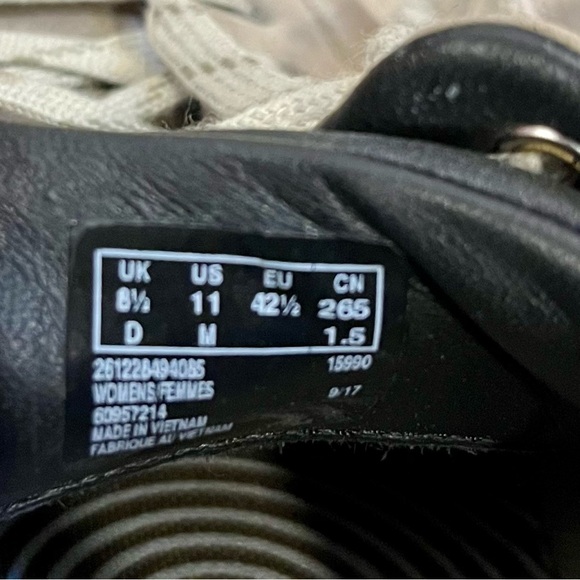 UK US EU CN
8½ 11 42½ 265
D M 1.5
261228494085 15990
WOMENS/FEMMES 9/17
60957214
MADE IN VIETNAM
FABRIQUE AU VIETNAM